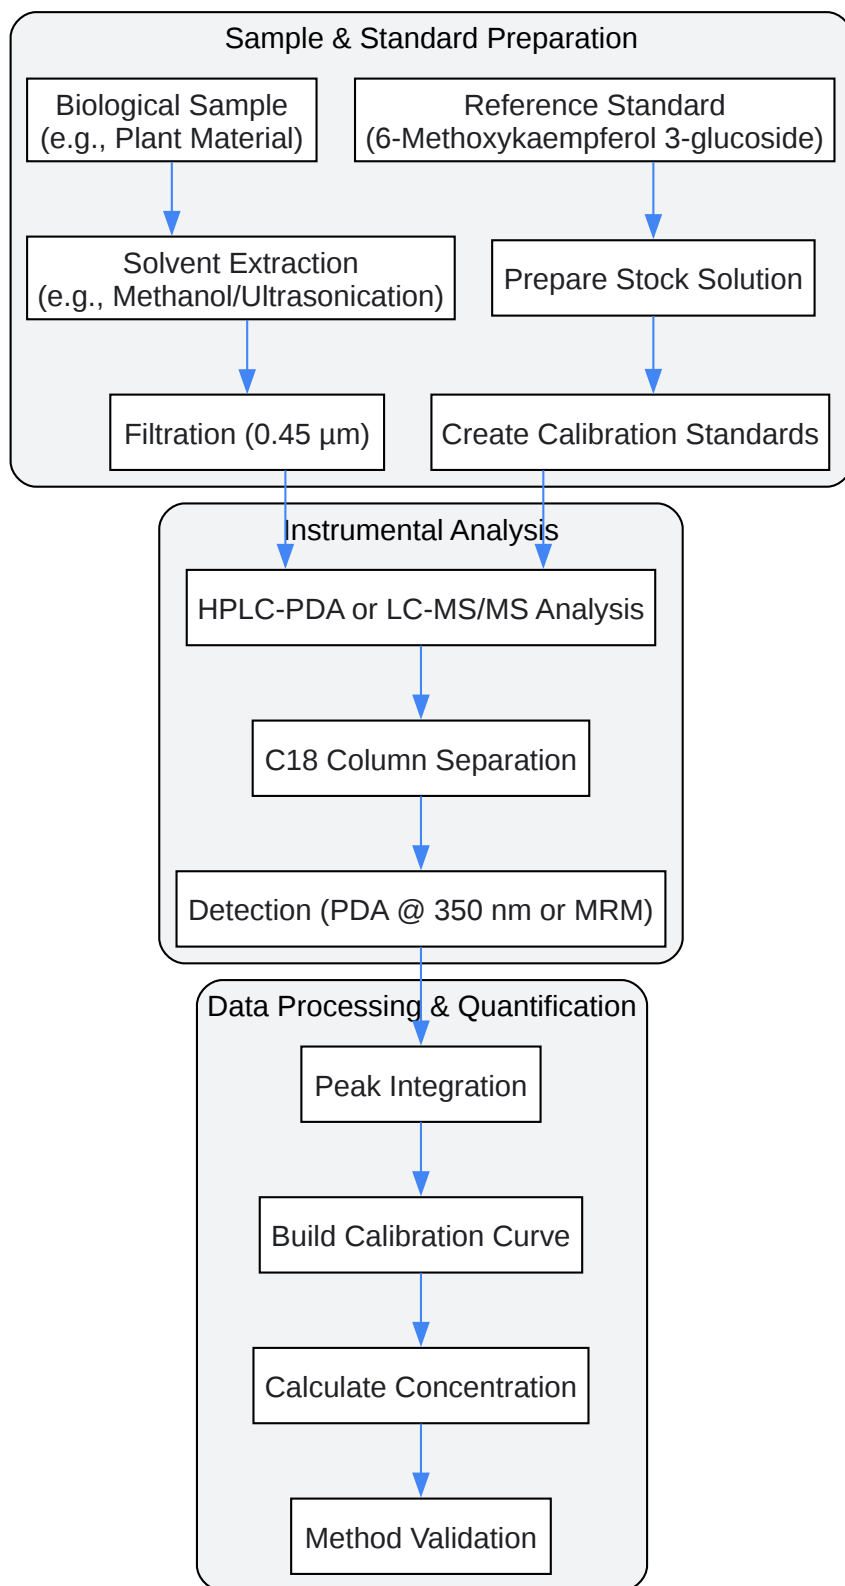 Sample & Standard Preparation
Biological Sample
(e.g., Plant Material)
Reference Standard
(6-Methoxykaempferol 3-glucoside)
Solvent Extraction
(e.g., Methanol/Ultrasonication)
Prepare Stock Solution
Filtration (0.45 µm)
Create Calibration Standards
Instrumental Analysis
HPLC-PDA or LC-MS/MS Analysis
C18 Column Separation
Detection (PDA @ 350 nm or MRM)
Data Processing & Quantification
Peak Integration
Build Calibration Curve
Calculate Concentration
Method Validation